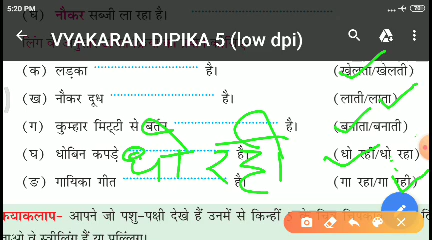 5:20 PM
70
(घ) नौकर सब्जी ला रहा है।
VYAKARAN DIPIKA 5 (low dpi)
(क) लड़का है। (खेलता/खेलती)
(ख) नौकर दूध है। (लाती/लाता)
(ग) कुम्हार मिट्टी से बर्तन है। (बनाता/बनाती)
(घ) धोबिन कपड़े धो रही है। (धो रही/धो रहा)
(ङ) गायिका गीत है। (गा रहा/गा रही)
क्रियाकलाप- आपने जो पशु-पक्षी देखे हैं उनमें से किन्हीं